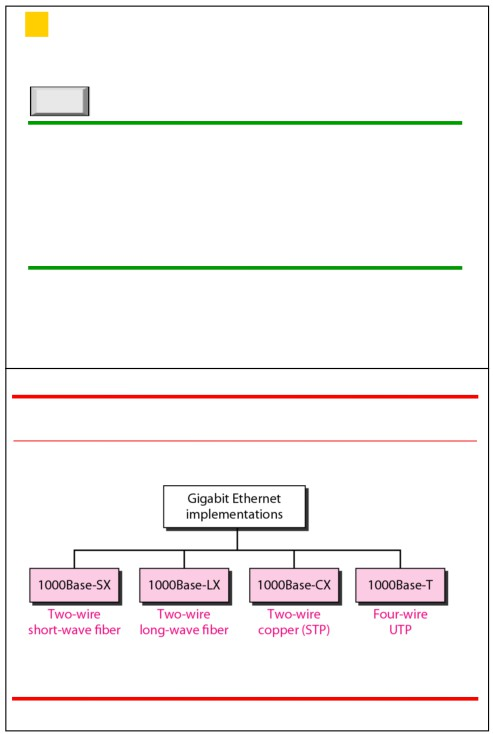 Gigabit Ethernet
implementations
1000Base-SX
1000Base-LX
1000Base-CX
1000Base-T
Two-wire
short-wave fiber
Two-wire
long-wave fiber
Two-wire
copper (STP)
Four-wire
UTP